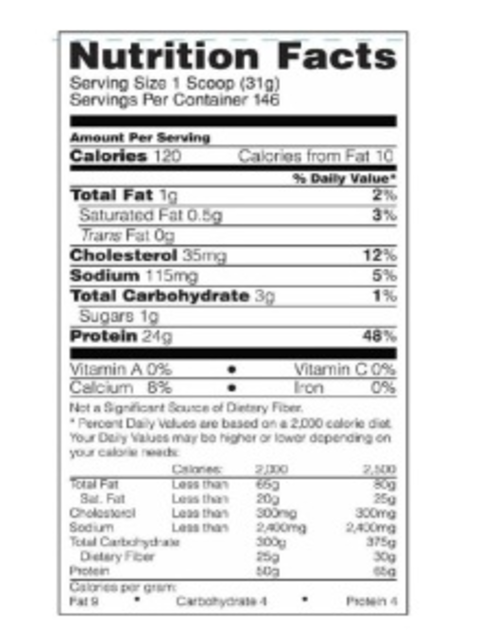 Nutrition Facts
Serving Size 1 Scoop (31g)
Servings Per Container 146
Amount Per Serving
Calories 120 Calories from Fat 10
% Daily Value*
Total Fat 1g 2%
Saturated Fat 0.5g 3%
Trans Fat 0g
Cholesterol 35mg 12%
Sodium 115mg 5%
Total Carbohydrate 3g 1%
Sugars 1g
Protein 24g 48%
Vitamin A 0% • Vitamin C 0%
Calcium 8% • Iron 0%
Not a Significant Source of Dietary Fiber.
* Percent Daily Values are based on a 2,000 calorie diet.
Your Daily Values may be higher or lower depending on
your calorie needs:
Calories: 2,000 2,500
Total Fat Less than 65g 80g
Sat. Fat Less than 20g 25g
Cholesterol Less than 300mg 300mg
Sodium Less than 2,400mg 2,400mg
Total Carbohydrate 300g 375g
Dietary Fiber 25g 30g
Protein 50g 65g
Calories per gram:
Fat 9 • Carbohydrate 4 • Protein 4